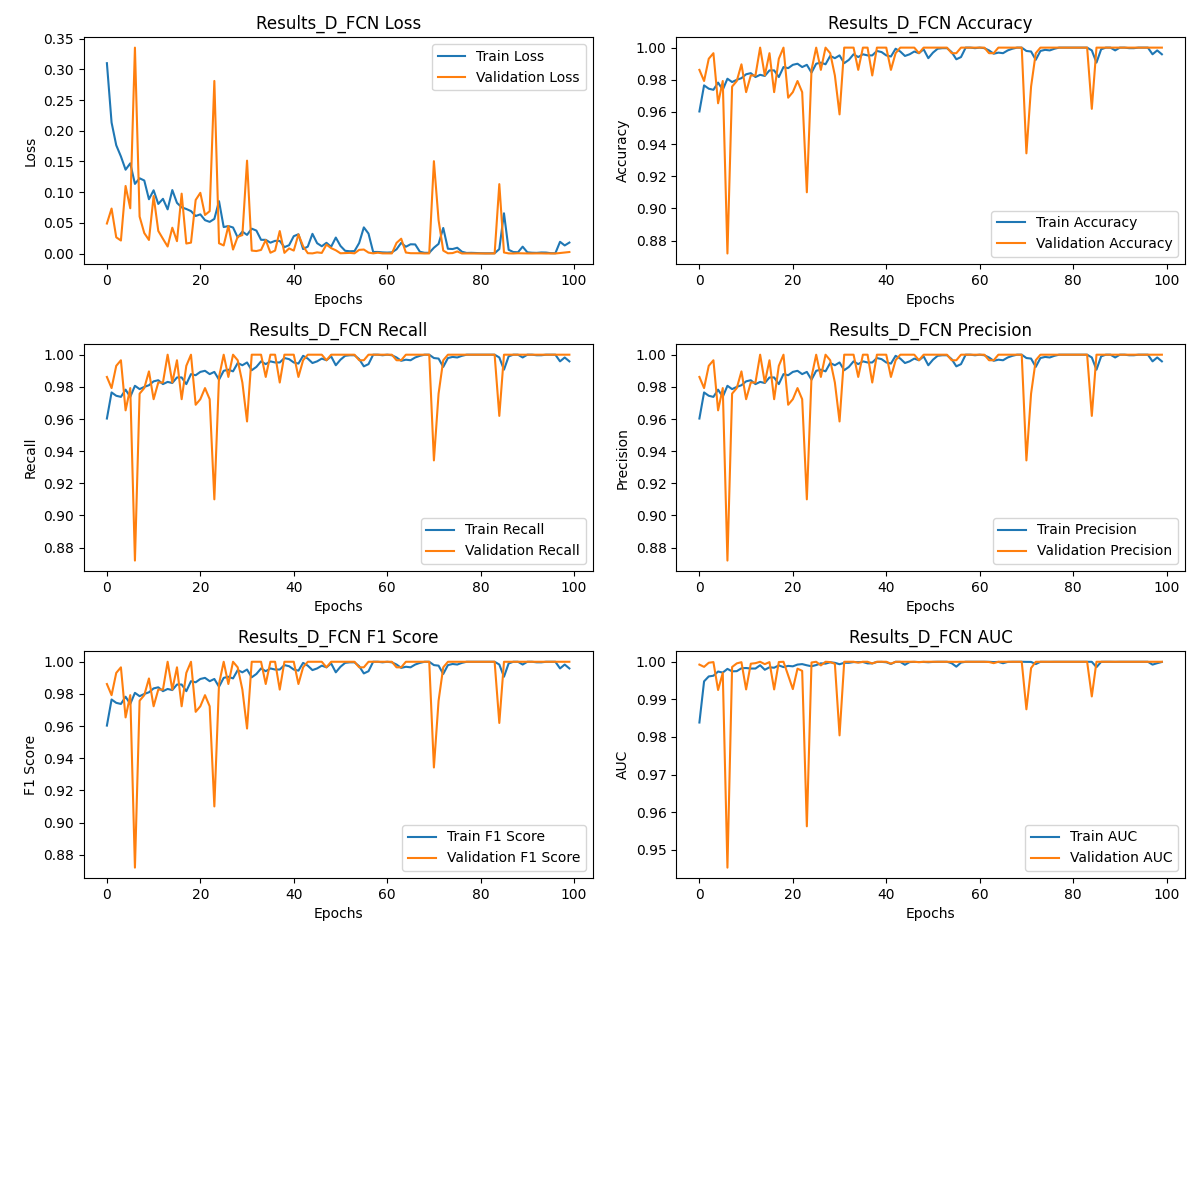 Results_D_FCN Loss
0.35
0.30
0.25
0.20
0.15
0.10
0.05
0.00
Loss
Train Loss
Validation Loss
0 20 40 60 80 100
Epochs
Results_D_FCN Accuracy
1.00
0.98
0.96
0.94
0.92
0.90
0.88
Accuracy
Train Accuracy
Validation Accuracy
0 20 40 60 80 100
Epochs
Results_D_FCN Recall
1.00
0.98
0.96
0.94
0.92
0.90
0.88
Recall
Train Recall
Validation Recall
0 20 40 60 80 100
Epochs
Results_D_FCN Precision
1.00
0.98
0.96
0.94
0.92
0.90
0.88
Precision
Train Precision
Validation Precision
0 20 40 60 80 100
Epochs
Results_D_FCN F1 Score
1.00
0.98
0.96
0.94
0.92
0.90
0.88
F1 Score
Train F1 Score
Validation F1 Score
0 20 40 60 80 100
Epochs
Results_D_FCN AUC
1.00
0.99
0.98
0.97
0.96
0.95
AUC
Train AUC
Validation AUC
0 20 40 60 80 100
Epochs